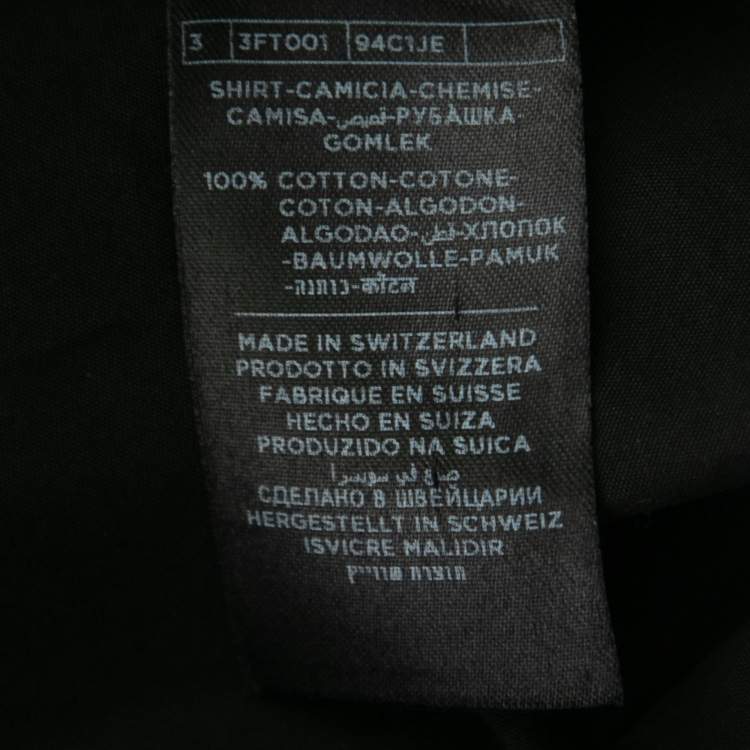 3 3FT001 94C1JE
SHIRT-CAMICIA-CHEMISE-
CAMISA-قميص-РУБАШКА-
GOMLEK
100% COTTON-COTONE-
COTON-ALGODON-
ALGODAO-قطن-ХЛОПОК
-BAUMWOLLE-PAMUK
-כותנה-कॉटन
MADE IN SWITZERLAND
PRODOTTO IN SVIZZERA
FABRIQUE EN SUISSE
HECHO EN SUIZA
PRODUZIDO NA SUICA
صنع في سويسرا
СДЕЛАНО В ШВЕЙЦАРИИ
HERGESTELLT IN SCHWEIZ
ISVICRE MALIDIR
תוצרת שווייץ